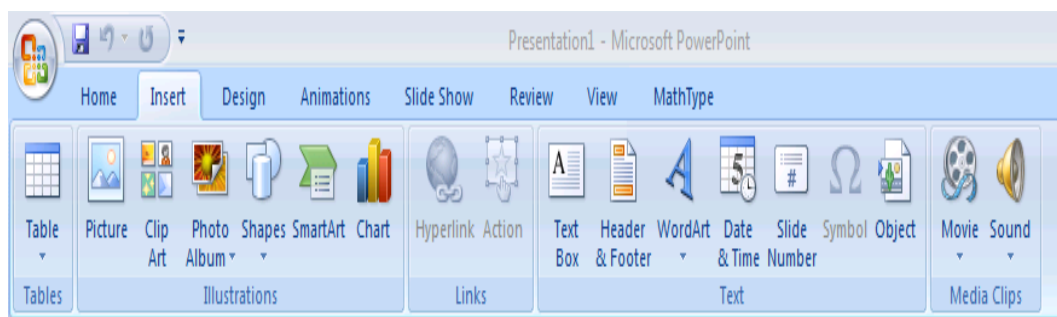 Presentation1 - Microsoft PowerPoint
Home Insert Design Animations Slide Show Review View MathType
Table Picture Clip Art Photo Album Shapes SmartArt Chart Hyperlink Action Text Box Header & Footer WordArt Date & Time Slide Number Symbol Object Movie Sound
Tables Illustrations Links Text Media Clips